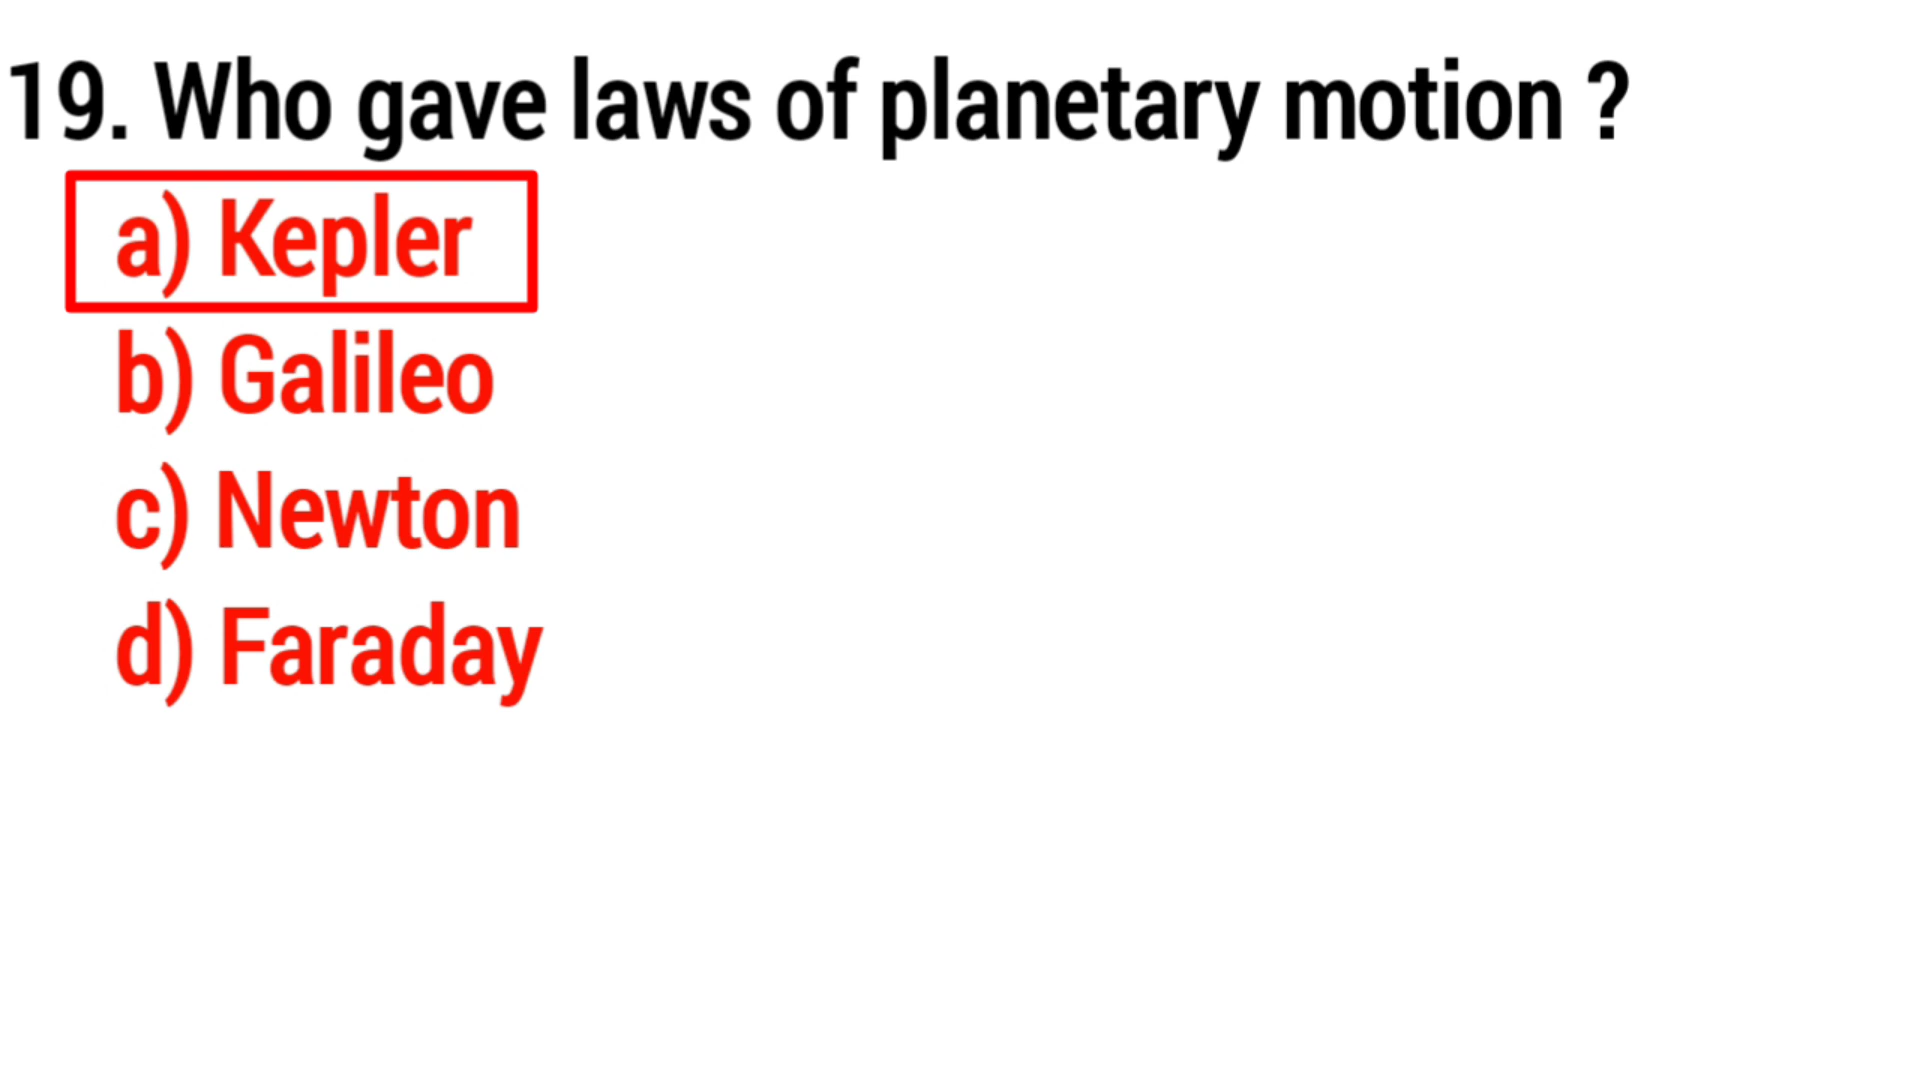 19. Who gave laws of planetary motion ?
a) Kepler
b) Galileo
c) Newton
d) Faraday